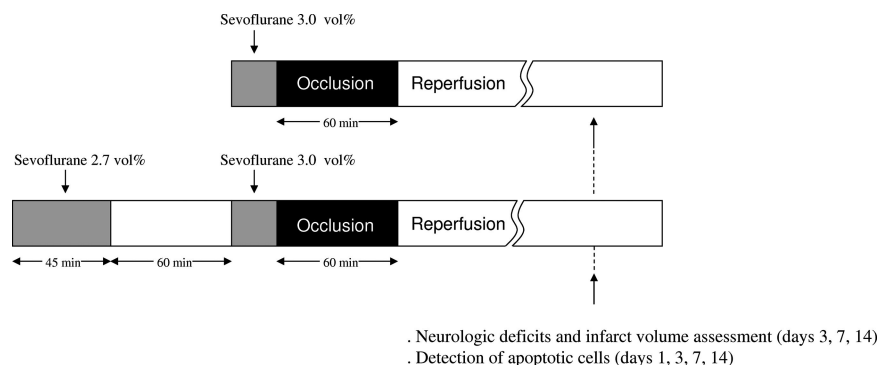 Sevoflurane 3.0 vol%
Occlusion
Reperfusion
60 min
Sevoflurane 2.7 vol%
Sevoflurane 3.0 vol%
Occlusion
Reperfusion
45 min
60 min
60 min
. Neurologic deficits and infarct volume assessment (days 3, 7, 14)
. Detection of apoptotic cells (days 1, 3, 7, 14)